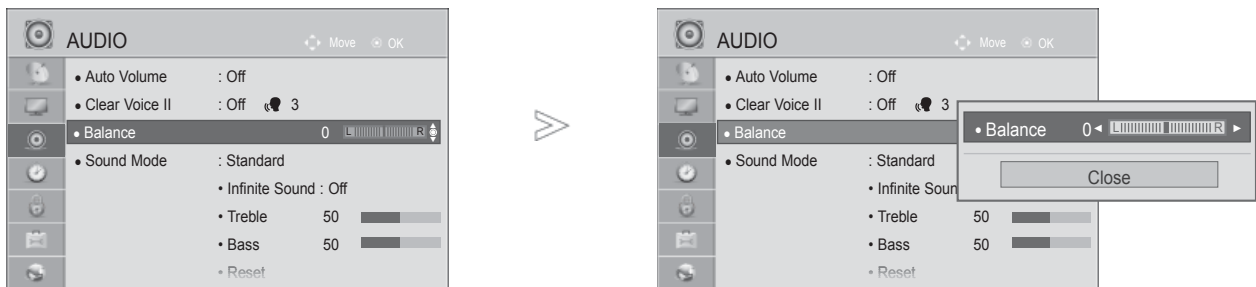 AUDIO Move OK
• Auto Volume : Off
• Clear Voice II : Off 3
• Balance 0 L R
• Sound Mode : Standard
• Infinite Sound : Off
• Treble 50
• Bass 50
• Reset
AUDIO Move OK
• Auto Volume : Off
• Clear Voice II : Off 3
• Balance
• Sound Mode : Standard
• Infinite Soun
• Treble 50
• Bass 50
• Reset
• Balance 0 L R
Close